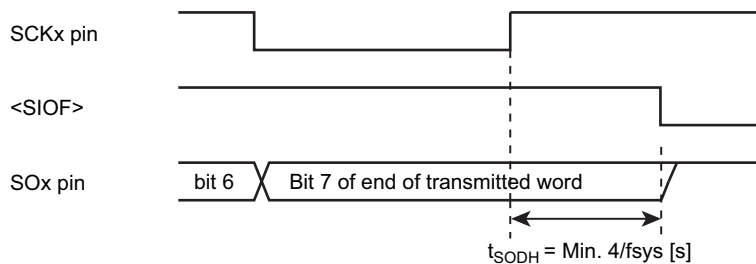 SCKx pin
<SIOF>
SOx pin
bit 6
Bit 7 of end of transmitted word
tSODH = Min. 4/fsys [s]